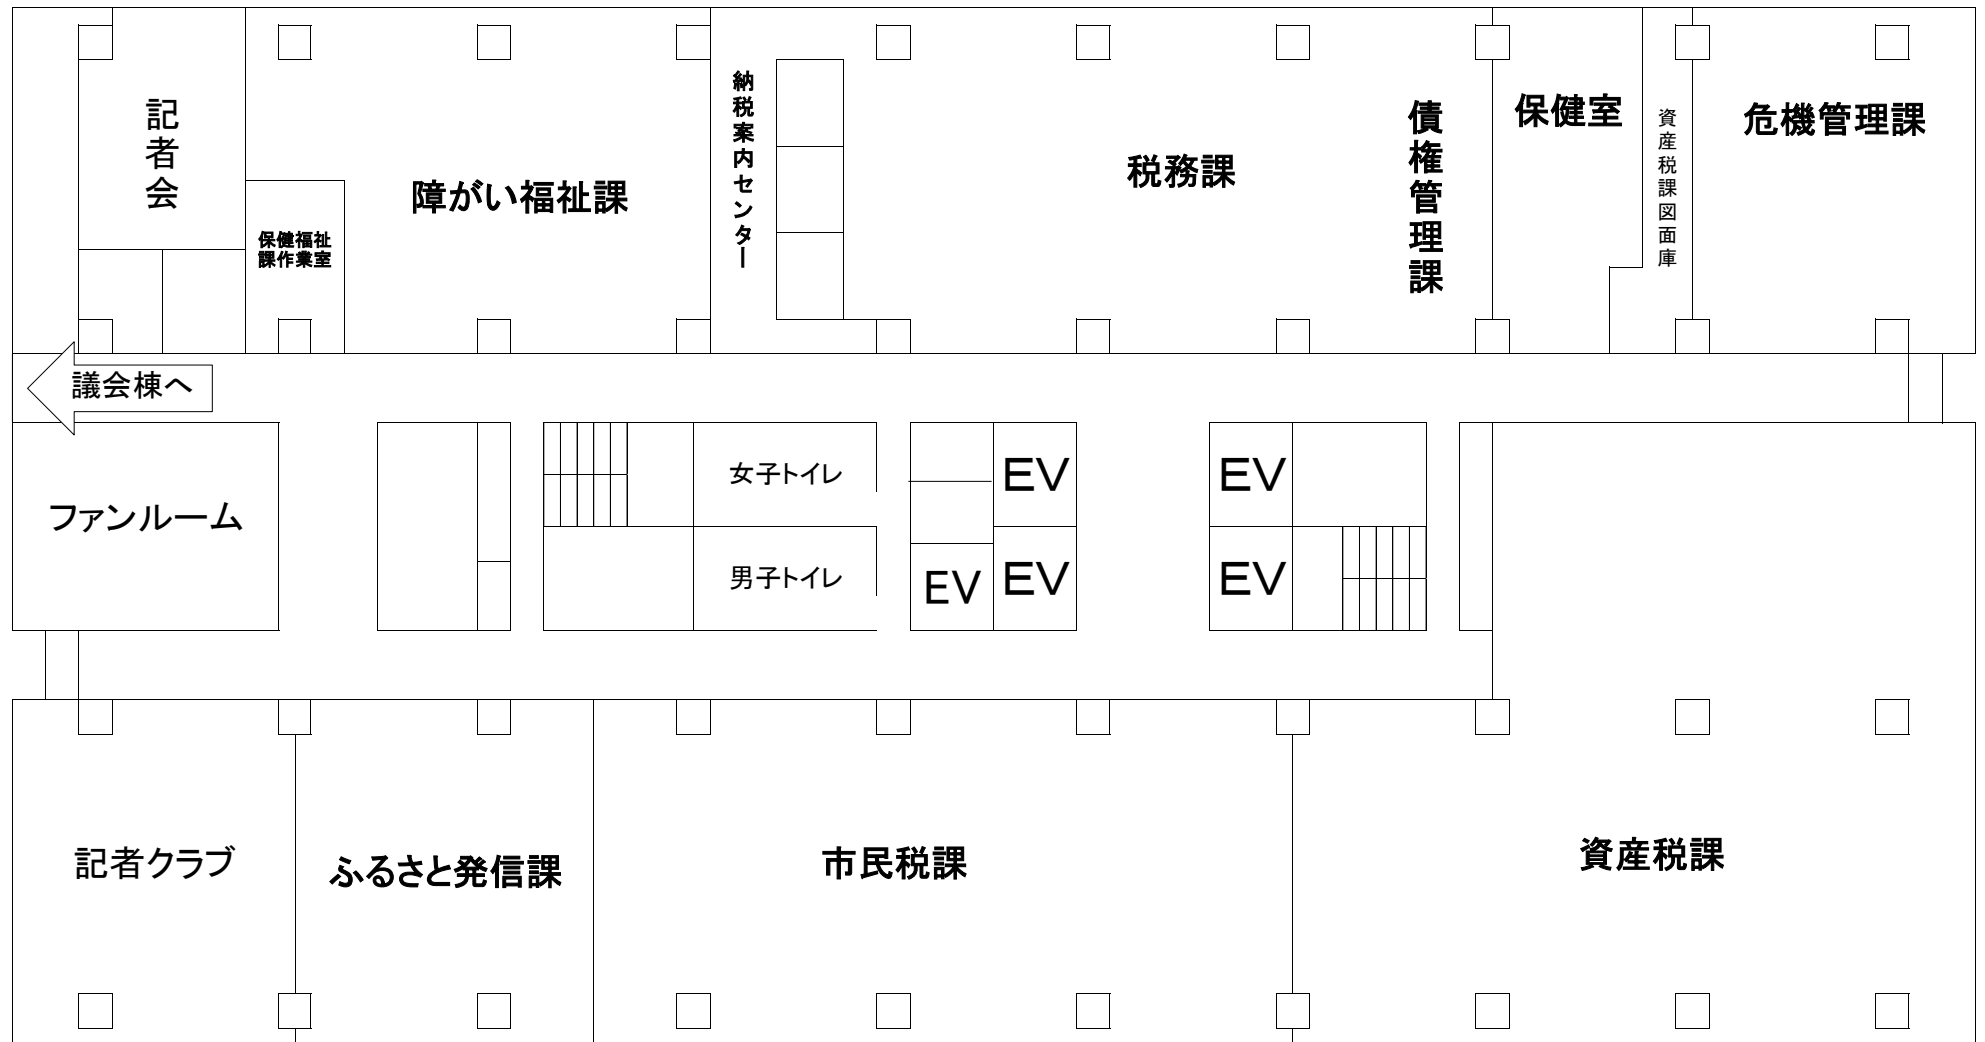 記者会
保健福祉
課作業室
障がい福祉課
納税案内センター
税務課
債権管理課
保健室
資産税課図面庫
危機管理課
議会棟へ
ファンルーム
女子トイレ
男子トイレ
EV
EV
EV
EV
EV
記者クラブ
ふるさと発信課
市民税課
資産税課